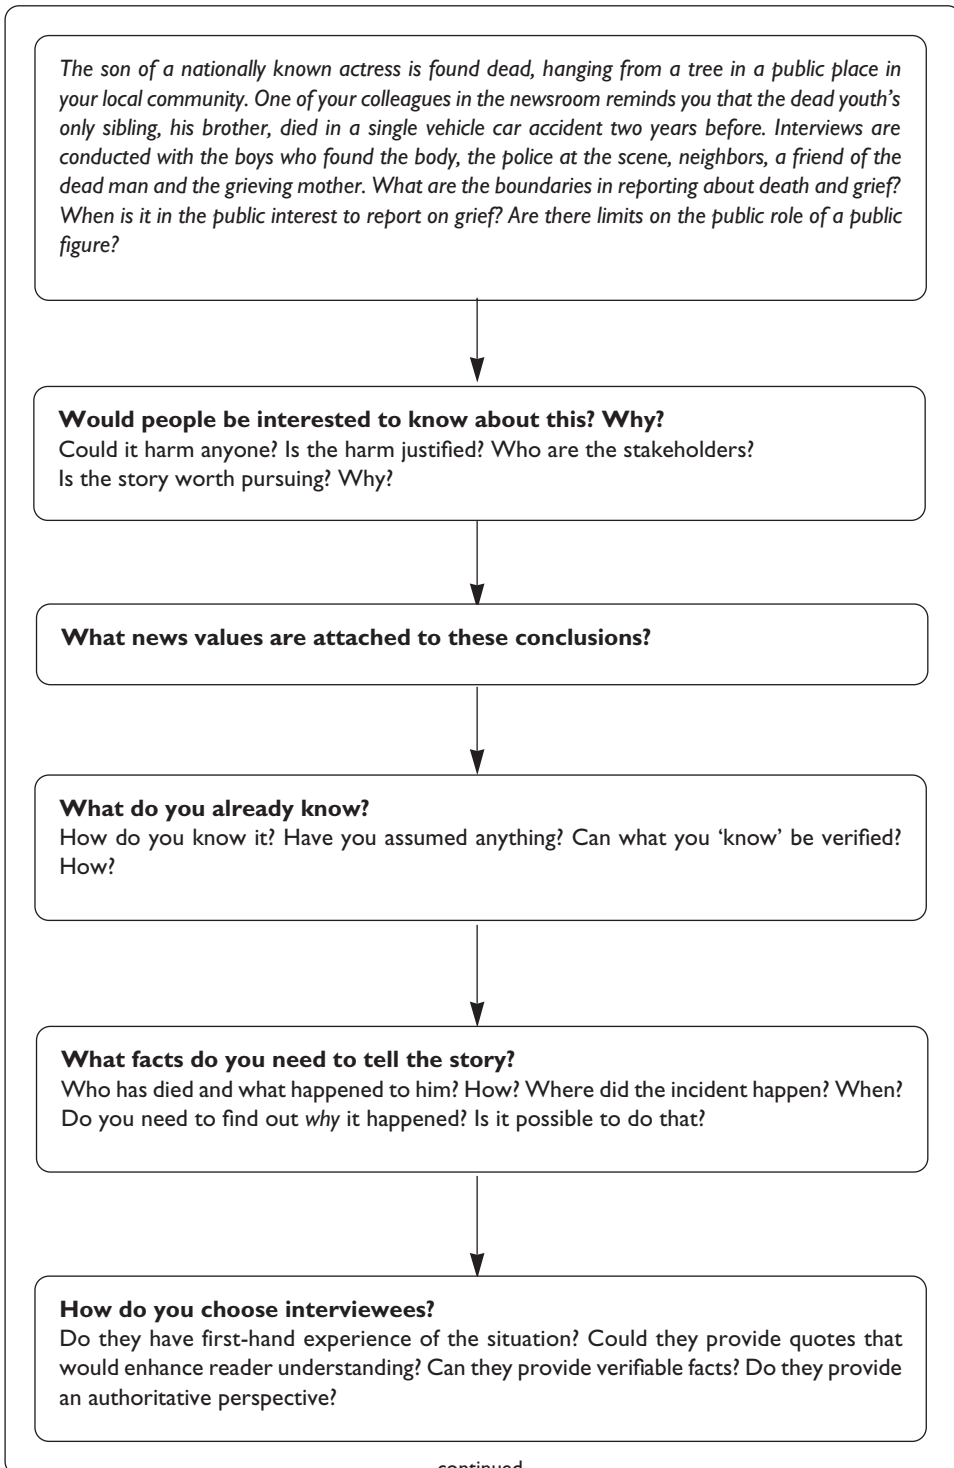 The son of a nationally known actress is found dead, hanging from a tree in a public place in
your local community. One of your colleagues in the newsroom reminds you that the dead youth’s
only sibling, his brother, died in a single vehicle car accident two years before. Interviews are
conducted with the boys who found the body, the police at the scene, neighbors, a friend of the
dead man and the grieving mother. What are the boundaries in reporting about death and grief?
When is it in the public interest to report on grief? Are there limits on the public role of a public
figure?
Would people be interested to know about this? Why?
Could it harm anyone? Is the harm justified? Who are the stakeholders?
Is the story worth pursuing? Why?
What news values are attached to these conclusions?
What do you already know?
How do you know it? Have you assumed anything? Can what you ‘know’ be verified?
How?
What facts do you need to tell the story?
Who has died and what happened to him? How? Where did the incident happen? When?
Do you need to find out why it happened? Is it possible to do that?
How do you choose interviewees?
Do they have first-hand experience of the situation? Could they provide quotes that
would enhance reader understanding? Can they provide verifiable facts? Do they provide
an authoritative perspective?
continued